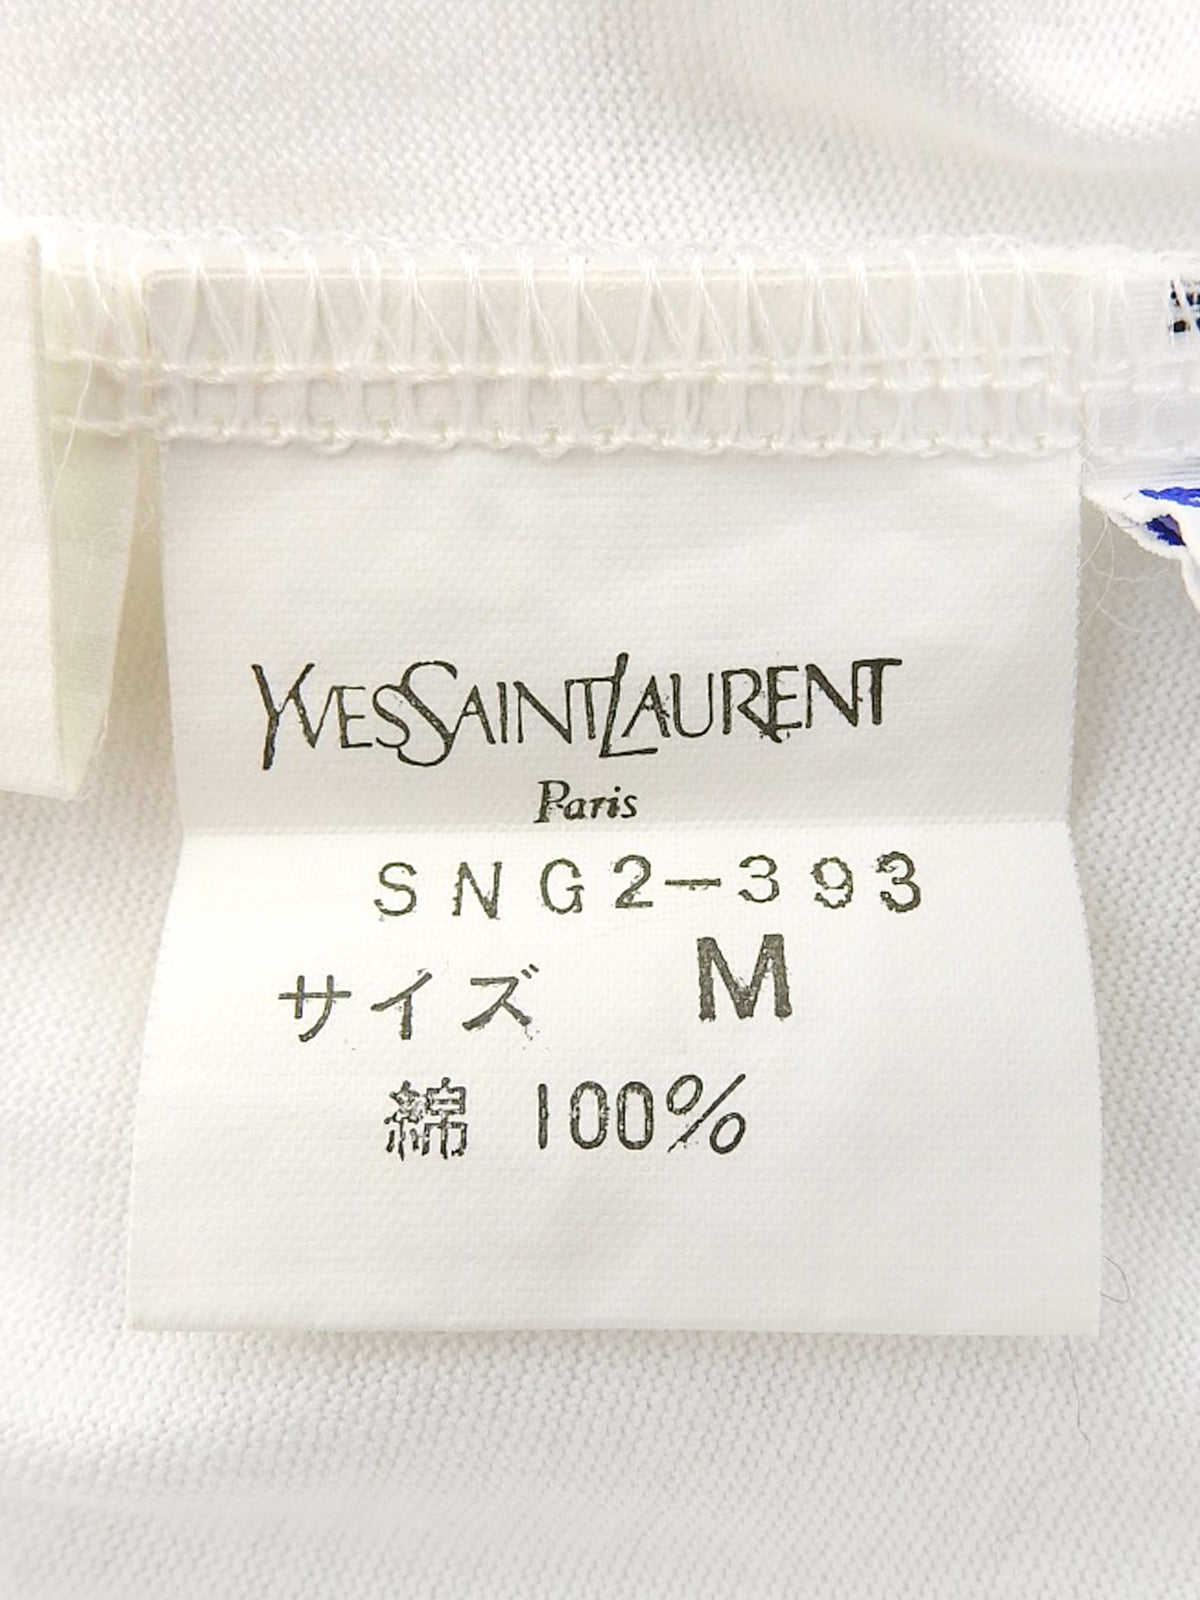 YVESSAINTLAURENT
Paris
SNG2-393
サイズ M
綿 100%